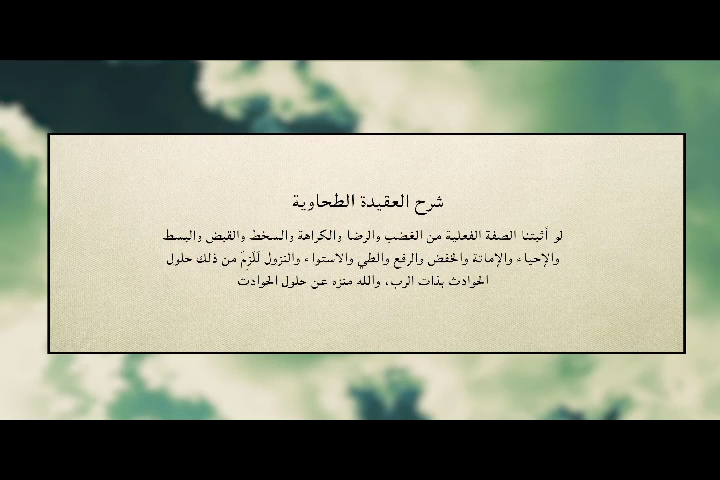 شرح العقيدة الطحاوية
لو أثبتنا الصفة الفعلية من الغضب والرضا والكراهة والسخط والقبض والبسط
والإحياء والإماتة والخفض والرفع والطي والاستواء والنزول لَلَزِمَ من ذلك حلول
الحوادث بذات الرب، والله منزه عن حلول الحوادث